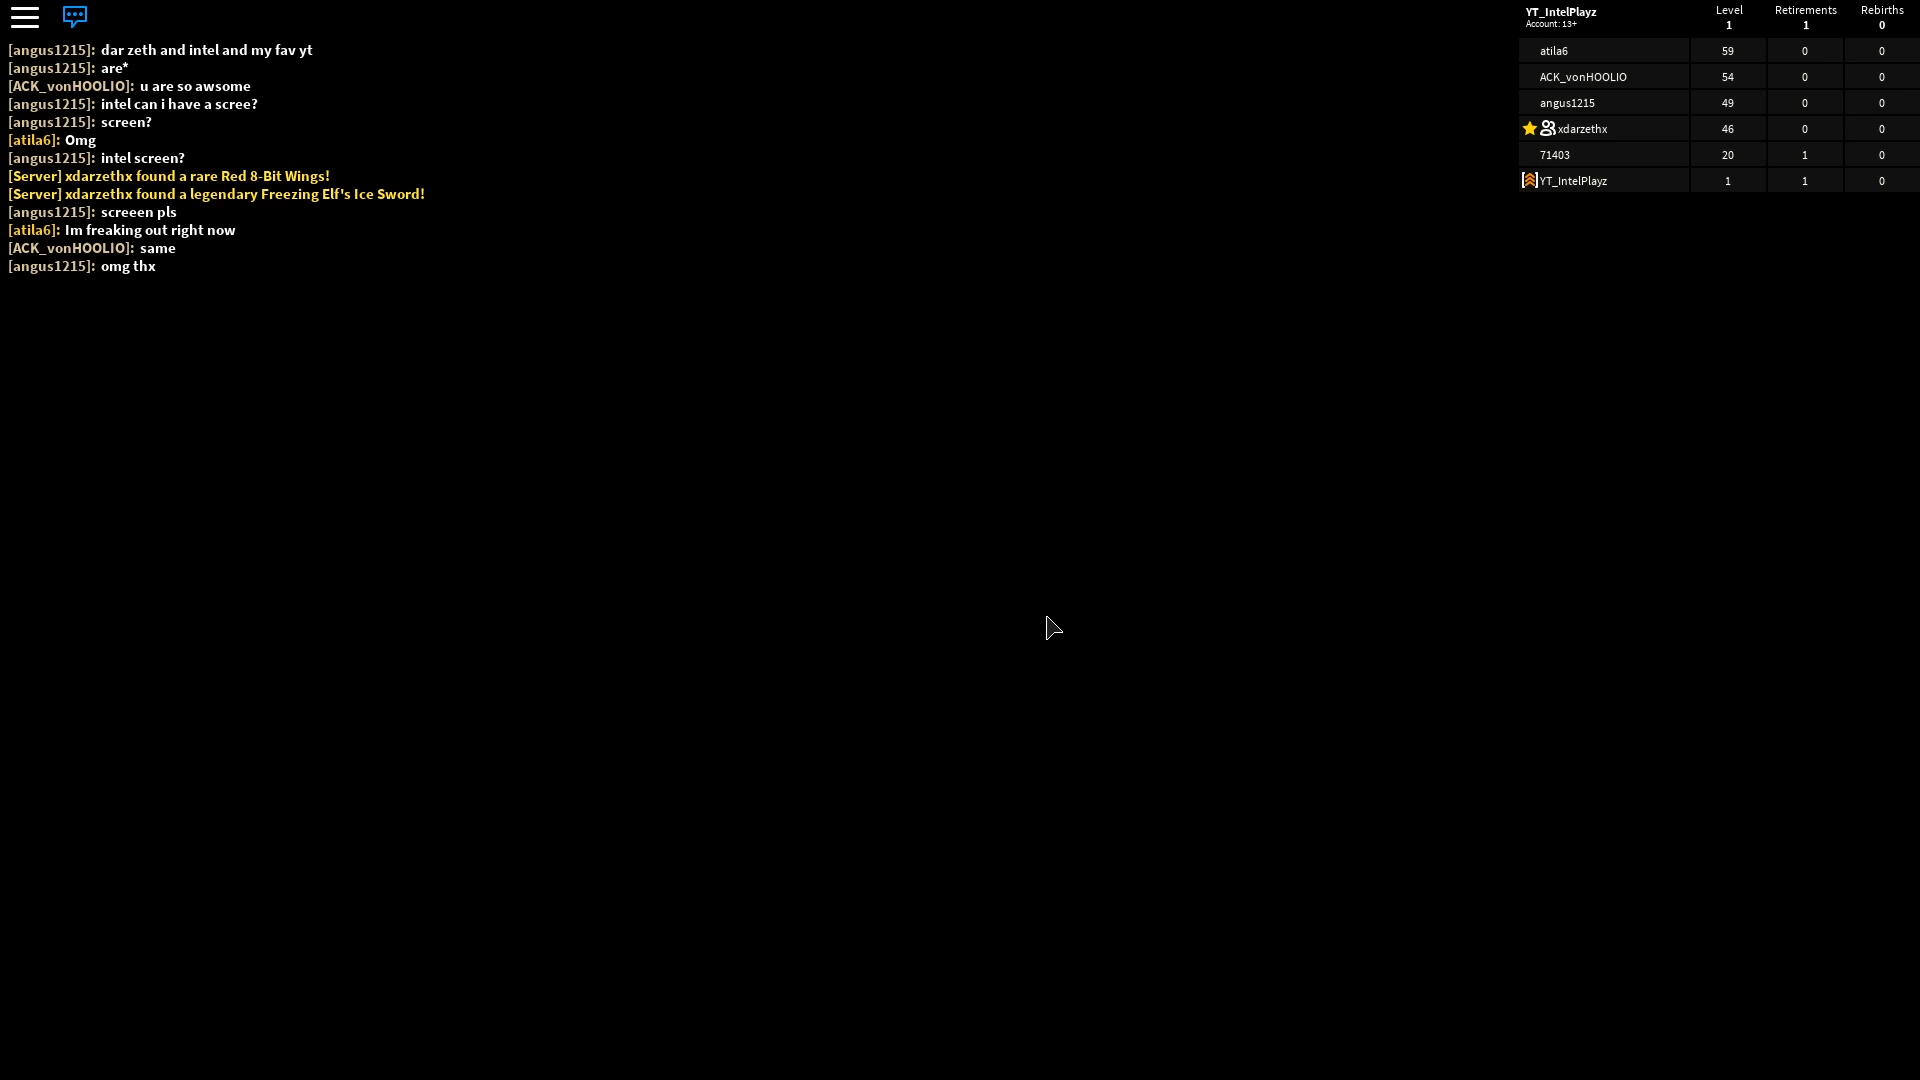 [angus1215]: dar zeth and intel and my fav yt
[angus1215]: are*
[ACK_vonHOOLIO]: u are so awsome
[angus1215]: intel can i have a scree?
[angus1215]: screen?
[atila6]: Omg
[angus1215]: intel screen?
[Server] xdarzethx found a rare Red 8-Bit Wings!
[Server] xdarzethx found a legendary Freezing Elf's Ice Sword!
[angus1215]: screeen pls
[atila6]: Im freaking out right now
[ACK_vonHOOLIO]: same
[angus1215]: omg thx
YT_IntelPlayz Level Retirements Rebirths
Account: 13+ 1 1 0
atila6 59 0 0
ACK_vonHOOLIO 54 0 0
angus1215 49 0 0
xdarzethx 46 0 0
71403 20 1 0
YT_IntelPlayz 1 1 0